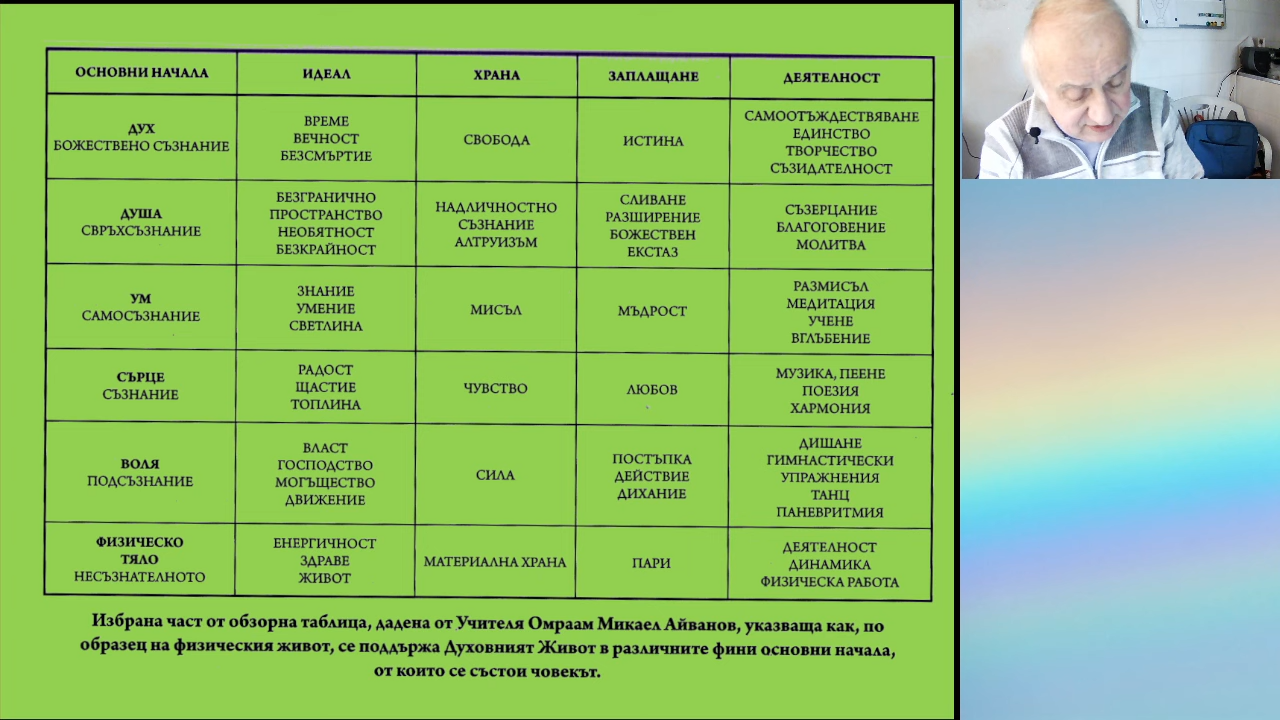 ОСНОВНИ НАЧАЛА ИДЕАЛ ХРАНА ЗАПЛАЩАНЕ ДЕЯТЕЛНОСТ
ДУХ
БОЖЕСТВЕНО СЪЗНАНИЕ
ВРЕМЕ
ВЕЧНОСТ
БЕЗСМЪРТИЕ
СВОБОДА
ИСТИНА
САМООТЪЖДЕСТВЯВАНЕ
ЕДИНСТВО
ТВОРЧЕСТВО
СЪЗИДАТЕЛНОСТ
ДУША
СВРЪХСЪЗНАНИЕ
БЕЗГРАНИЧНО
ПРОСТРАНСТВО
НЕОБЯТНОСТ
БЕЗКРАЙНОСТ
НАДЛИЧНОСТНО
СЪЗНАНИЕ
АЛТРУИЗЪМ
СЛИВАНЕ
РАЗШИРЕНИЕ
БОЖЕСТВЕН
ЕКСТАЗ
СЪЗЕРЦАНИЕ
БЛАГОГОВЕНИЕ
МОЛИТВА
УМ
САМОСЪЗНАНИЕ
ЗНАНИЕ
УМЕНИЕ
СВЕТЛИНА
МИСЪЛ
МЪДРОСТ
РАЗМИСЪЛ
МЕДИТАЦИЯ
УЧЕНЕ
ВГЛЪБЕНИЕ
СЪРЦЕ
СЪЗНАНИЕ
РАДОСТ
ЩАСТИЕ
ТОПЛИНА
ЧУВСТВО
ЛЮБОВ
МУЗИКА, ПЕЕНЕ
ПОЕЗИЯ
ХАРМОНИЯ
ВОЛЯ
ПОДСЪЗНАНИЕ
ВЛАСТ
ГОСПОДСТВО
МОГЪЩЕСТВО
ДВИЖЕНИЕ
СИЛА
ПОСТЪПКА
ДЕЙСТВИЕ
ДИХАНИЕ
ДИШАНЕ
ГИМНАСТИЧЕСКИ
УПРАЖНЕНИЯ
ТАНЦ
ПАНЕВРИТМИЯ
ФИЗИЧЕСКО
ТЯЛО
НЕСЪЗНАТЕЛНОТО
ЕНЕРГИЧНОСТ
ЗДРАВЕ
ЖИВОТ
МАТЕРИАЛНА ХРАНА
ПАРИ
ДЕЯТЕЛНОСТ
ДИНАМИКА
ФИЗИЧЕСКА РАБОТА
Избрана част от обзорна таблица, дадена от Учителя Омраам Микаел Айванов, указваща как, по
образец на физическия живот, се поддържа Духовният Живот в различните фини основни начала,
от които се състои човекът.